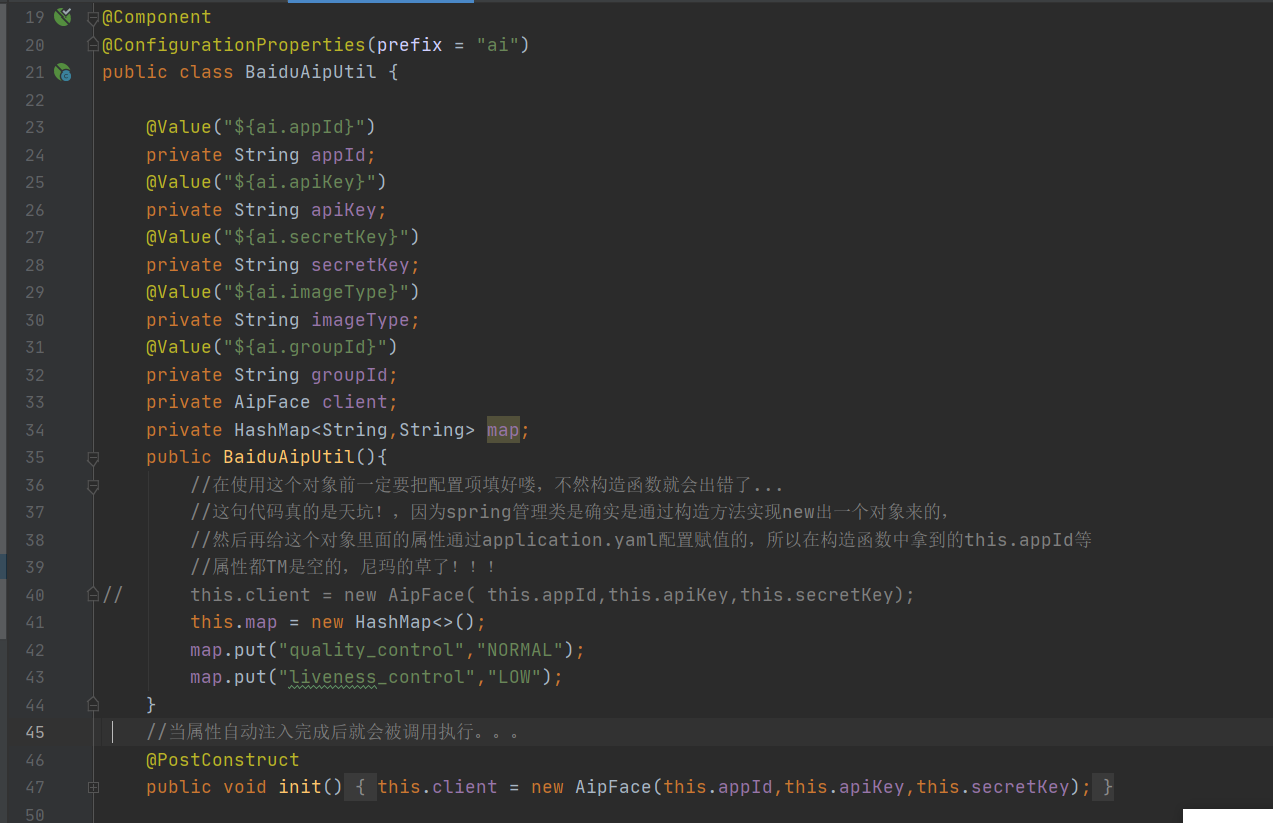 19 @Component
20 @ConfigurationProperties(prefix = "ai")
21 public class BaiduAipUtil {
22
23 @Value("${ai.appId}")
24 private String appId;
25 @Value("${ai.apiKey}")
26 private String apiKey;
27 @Value("${ai.secretKey}")
28 private String secretKey;
29 @Value("${ai.imageType}")
30 private String imageType;
31 @Value("${ai.groupId}")
32 private String groupId;
33 private AipFace client;
34 private HashMap<String,String> map;
35 public BaiduAipUtil(){
36 //在使用这个对象前一定要把配置项填好喽，不然构造函数就会出错了...
37 //这句代码真的是天坑！，因为spring管理类是确实是通过构造方法实现new出一个对象来的，
38 //然后再给这个对象里面的属性通过application.yaml配置赋值的，所以在构造函数中拿到的this.appId等
39 //属性都TM是空的，尼玛的草了！！！
40 // this.client = new AipFace( this.appId,this.apiKey,this.secretKey);
41 this.map = new HashMap<>();
42 map.put("quality_control","NORMAL");
43 map.put("liveness_control","LOW");
44 }
45 //当属性自动注入完成后就会被调用执行。。。
46 @PostConstruct
47 public void init() { this.client = new AipFace(this.appId,this.apiKey,this.secretKey); }
50